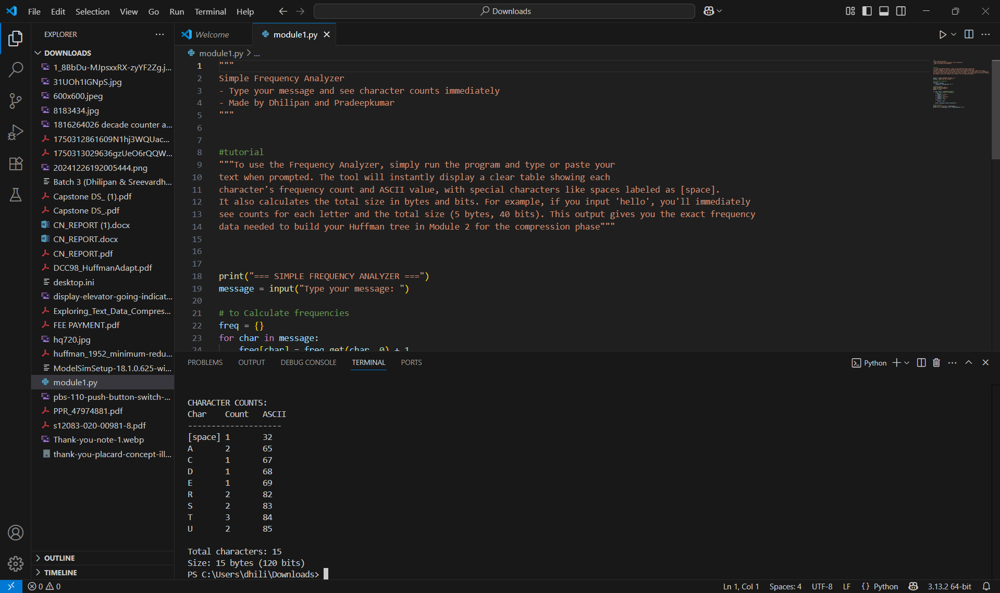 File Edit Selection View Go Run Terminal Help
Downloads
EXPLORER
DOWNLOADS
1_8BbDu-MJpsxxRX-zyYF2Zg.j...
31UOh1IGNpS.jpg
600x600.jpeg
8183434.jpg
1816264026 decade counter a...
1750312861609N1hj3WQUac...
1750313029636gzUeO6rQQW...
20241226192005444.png
Batch 3 (Dhilipan & Sreevardh...
Capstone DS_ (1).pdf
Capstone DS_.pdf
CN_REPORT (1).docx
CN_REPORT.docx
CN_REPORT.pdf
DCC98_HuffmanAdapt.pdf
desktop.ini
display-elevator-going-indicat...
Exploring_Text_Data_Compres...
FEE PAYMENT.pdf
hq720.jpg
huffman_1952_minimum-redu...
ModelSimSetup-18.1.0.625-wi...
module1.py
pbs-110-push-button-switch-...
PPR_47974881.pdf
s12083-020-00981-8.pdf
Thank-you-note-1.webp
thank-you-placard-concept-ill...
OUTLINE
TIMELINE
Welcome module1.py
module1.py > ...
1 """
2 Simple Frequency Analyzer
3 - Type your message and see character counts immediately
4 - Made by Dhilipan and Pradeepkumar
5 """
6
7
8 #tutorial
9 """To use the Frequency Analyzer, simply run the program and type or paste your
10 text when prompted. The tool will instantly display a clear table showing each
11 character's frequency count and ASCII value, with special characters like spaces labeled as [space].
12 It also calculates the total size in bytes and bits. For example, if you input 'hello', you'll immediately
13 see counts for each letter and the total size (5 bytes, 40 bits). This output gives you the exact frequency
14 data needed to build your Huffman tree in Module 2 for the compression phase"""
15
16
17
18 print("=== SIMPLE FREQUENCY ANALYZER ===")
19 message = input("Type your message: ")
20
21 # to Calculate frequencies
22 freq = {}
23 for char in message:
24 freq[char] = freq.get(char, 0) + 1
PROBLEMS OUTPUT DEBUG CONSOLE TERMINAL PORTS
Python
CHARACTER COUNTS:
Char Count ASCII
--------------------
[space] 1 32
A 2 65
C 1 67
D 1 68
E 1 69
R 2 82
S 2 83
T 3 84
U 2 85
Total characters: 15
Size: 15 bytes (120 bits)
PS C:\Users\dhili\Downloads>
0 0 Ln 1, Col 1 Spaces: 4 UTF-8 LF {} Python 3.13.2 64-bit